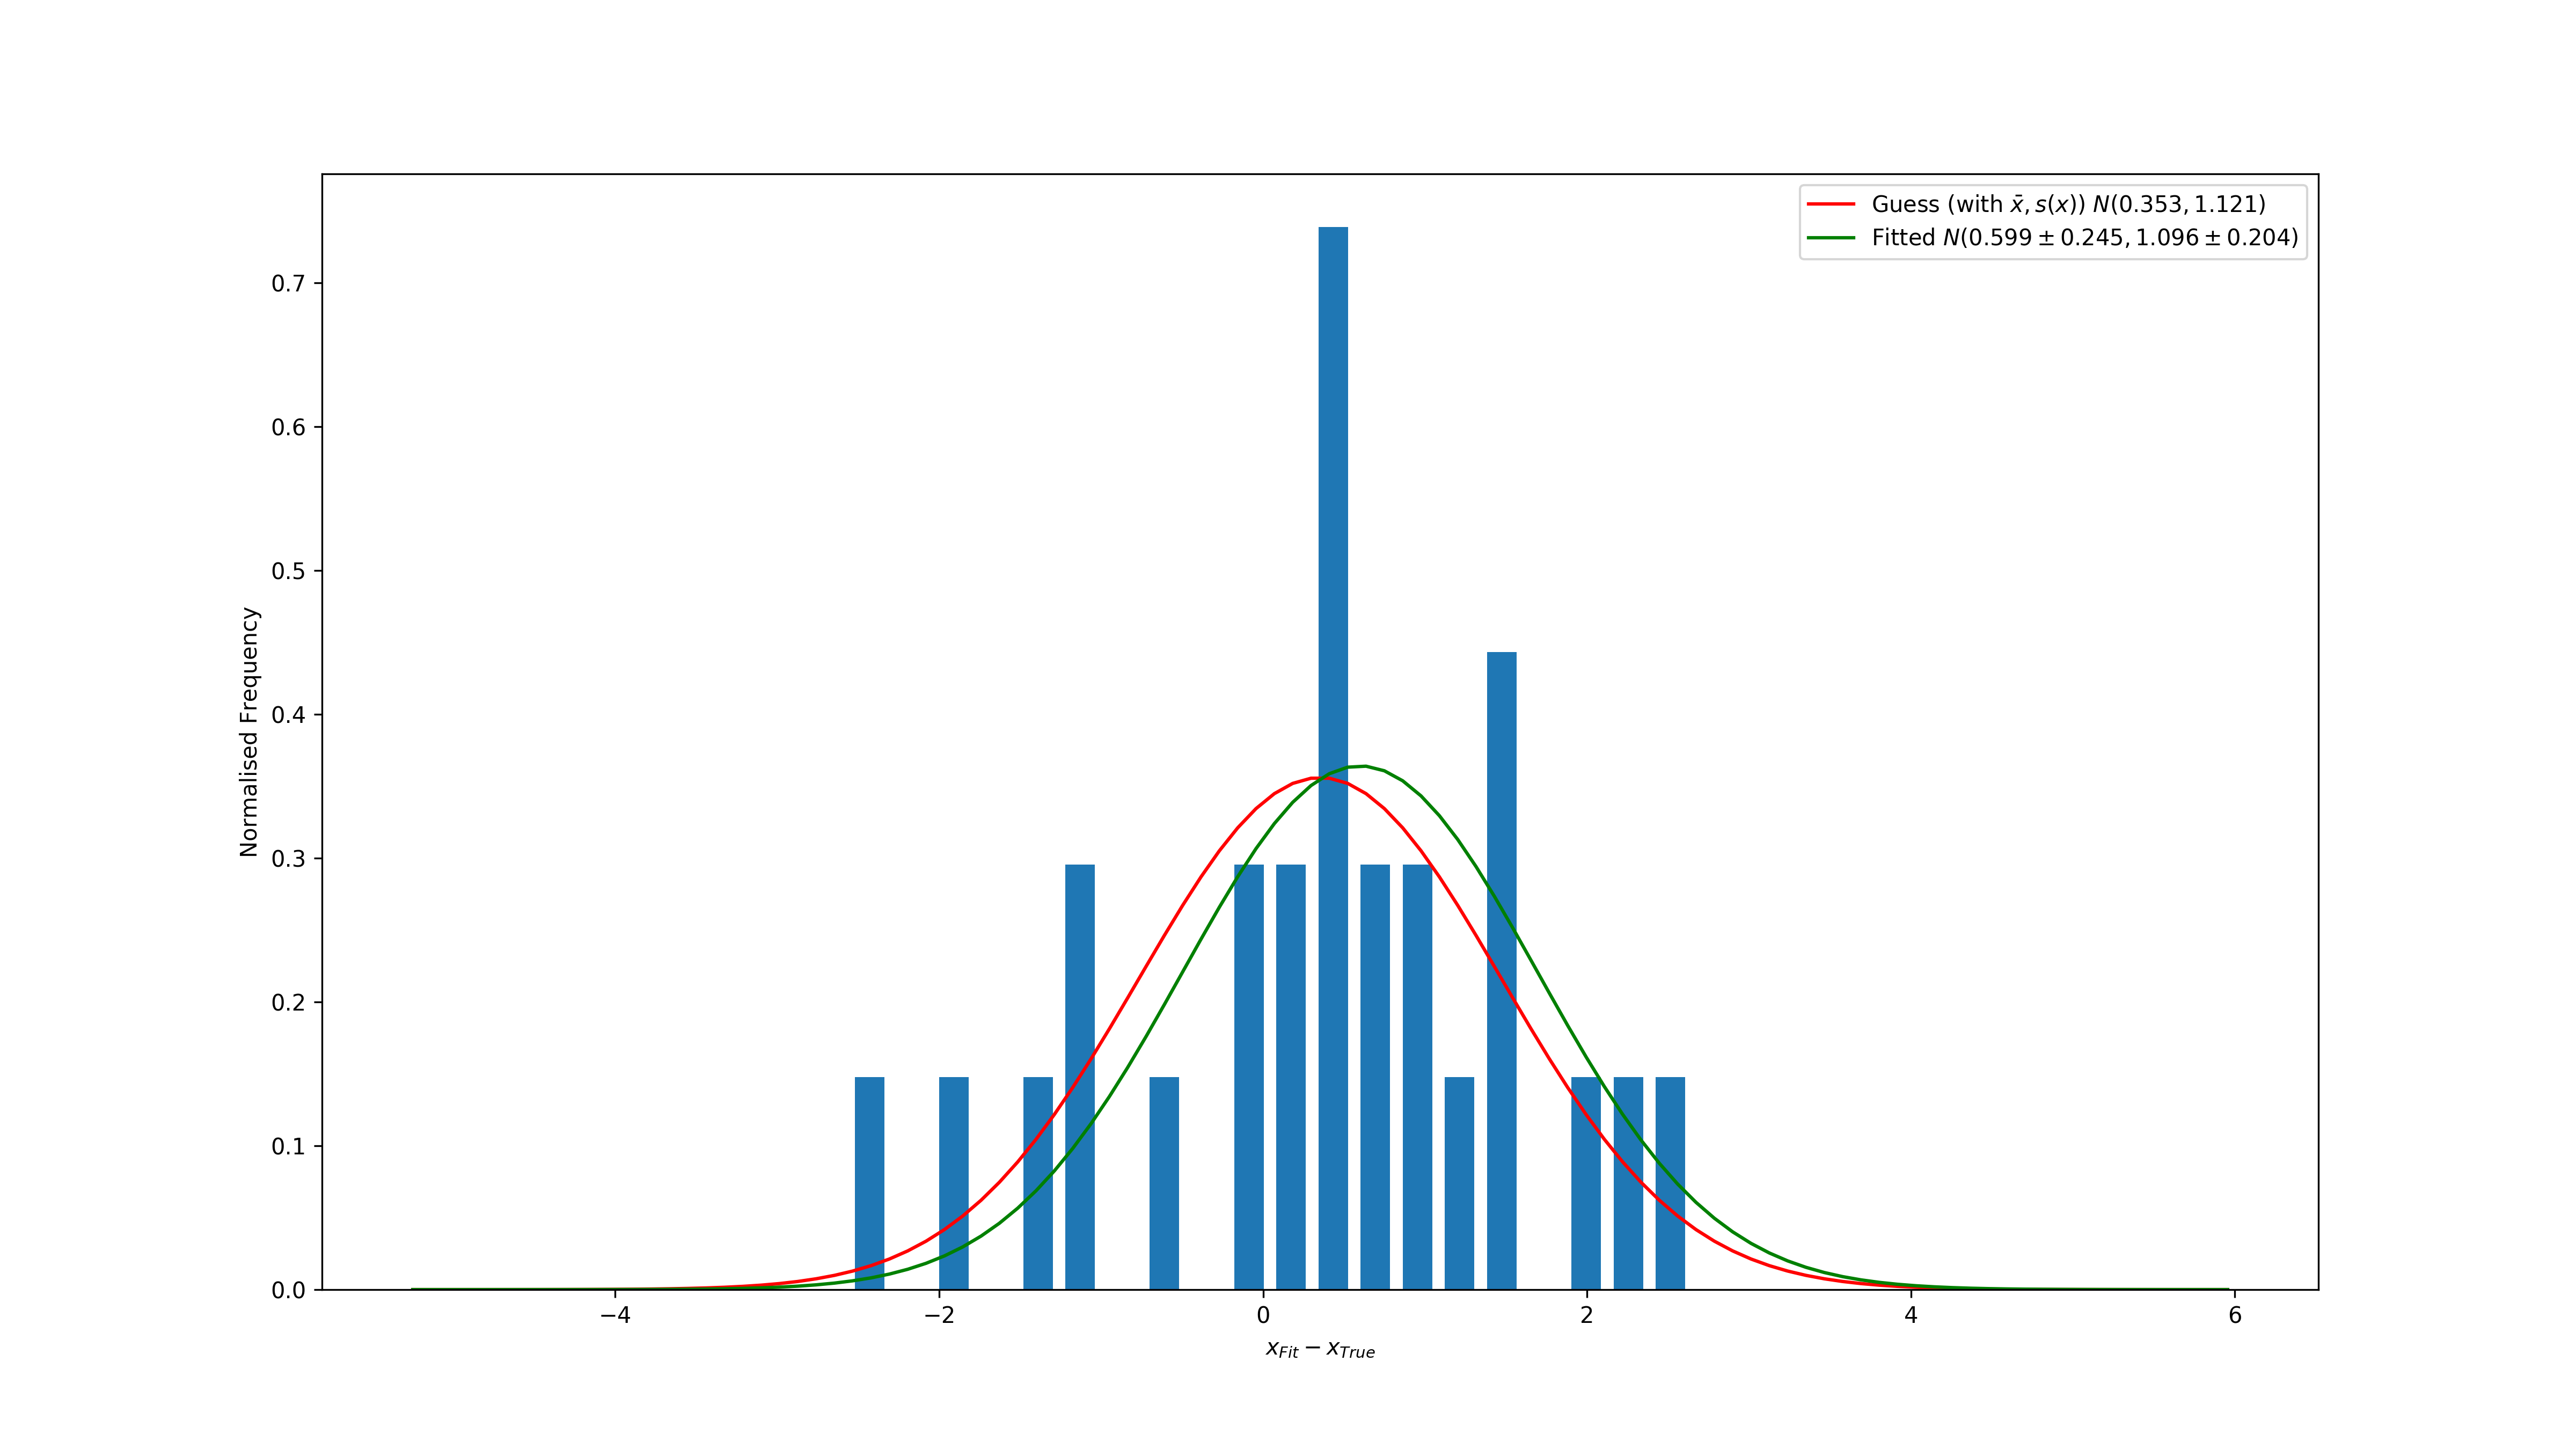 Guess (with x̄, s(x)) N(0.353, 1.121)
Fitted N(0.599 ± 0.245, 1.096 ± 0.204)
0.7
0.6
0.5
0.4
0.3
0.2
0.1
0.0
Normalised Frequency
−4 −2 0 2 4 6
x_Fit − x_True